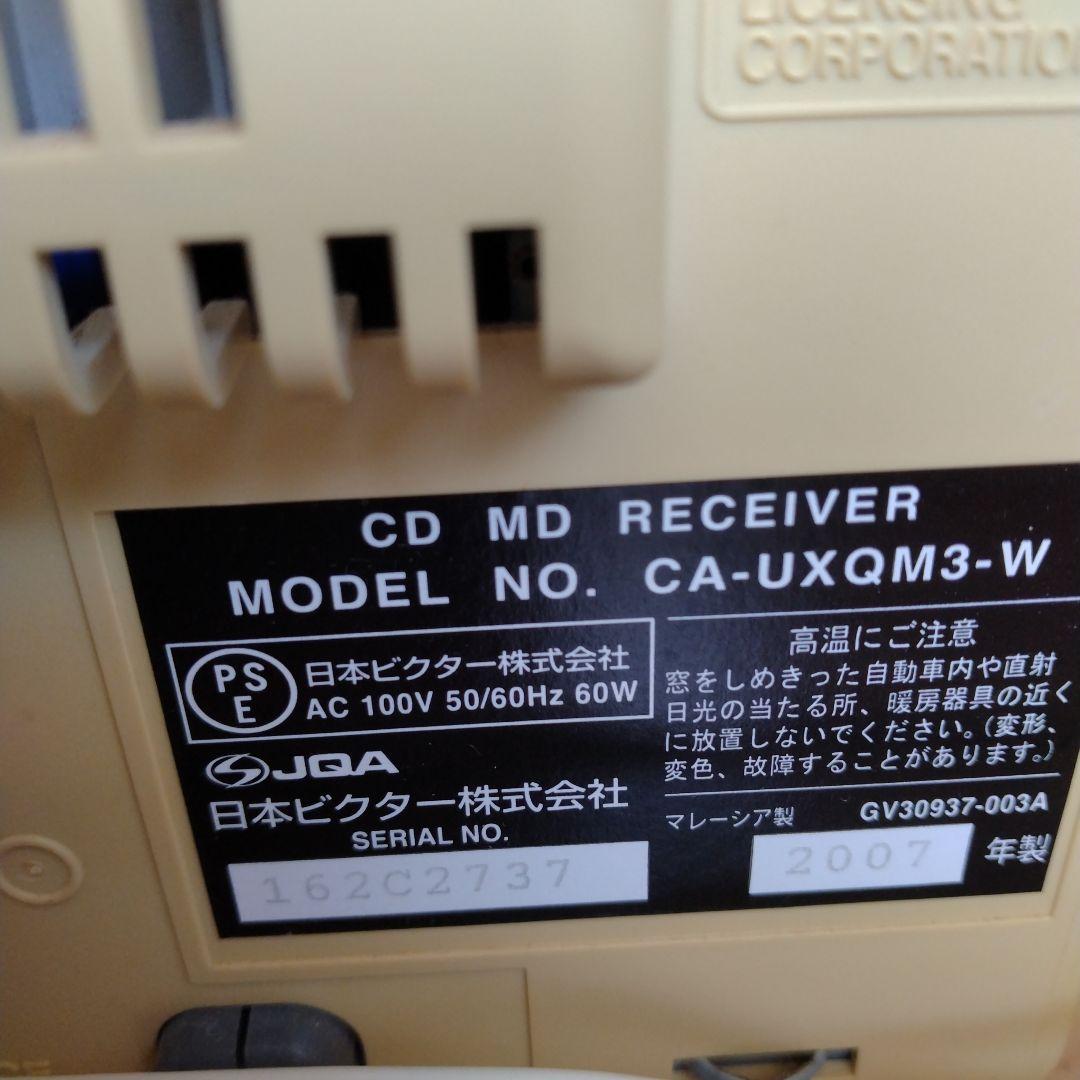 LICENSING
CORPORATION
CD MD RECEIVER
MODEL NO. CA-UXQM3-W
PSE
日本ビクター株式会社
AC 100V 50/60Hz 60W
JQA
日本ビクター株式会社
SERIAL NO.
162C2737
高温にご注意
窓をしめきった自動車内や直射
日光の当たる所、暖房器具の近く
に放置しないでください。(変形、
変色、故障することがあります。)
マレーシア製 GV30937-003A
2007 年製